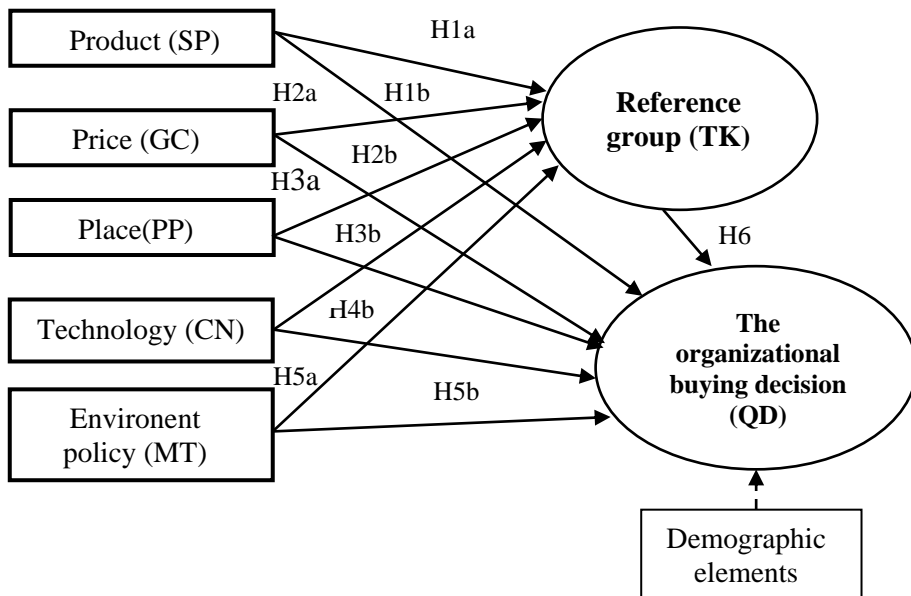 Product (SP)
H1a
H2a
H1b
Reference
group (TK)
Price (GC)
H2b
H3a
Place(PP)
H3b
H6
Technology (CN)
H4b
The
organizational
buying decision
(QD)
H5a
H5b
Environent
policy (MT)
Demographic
elements